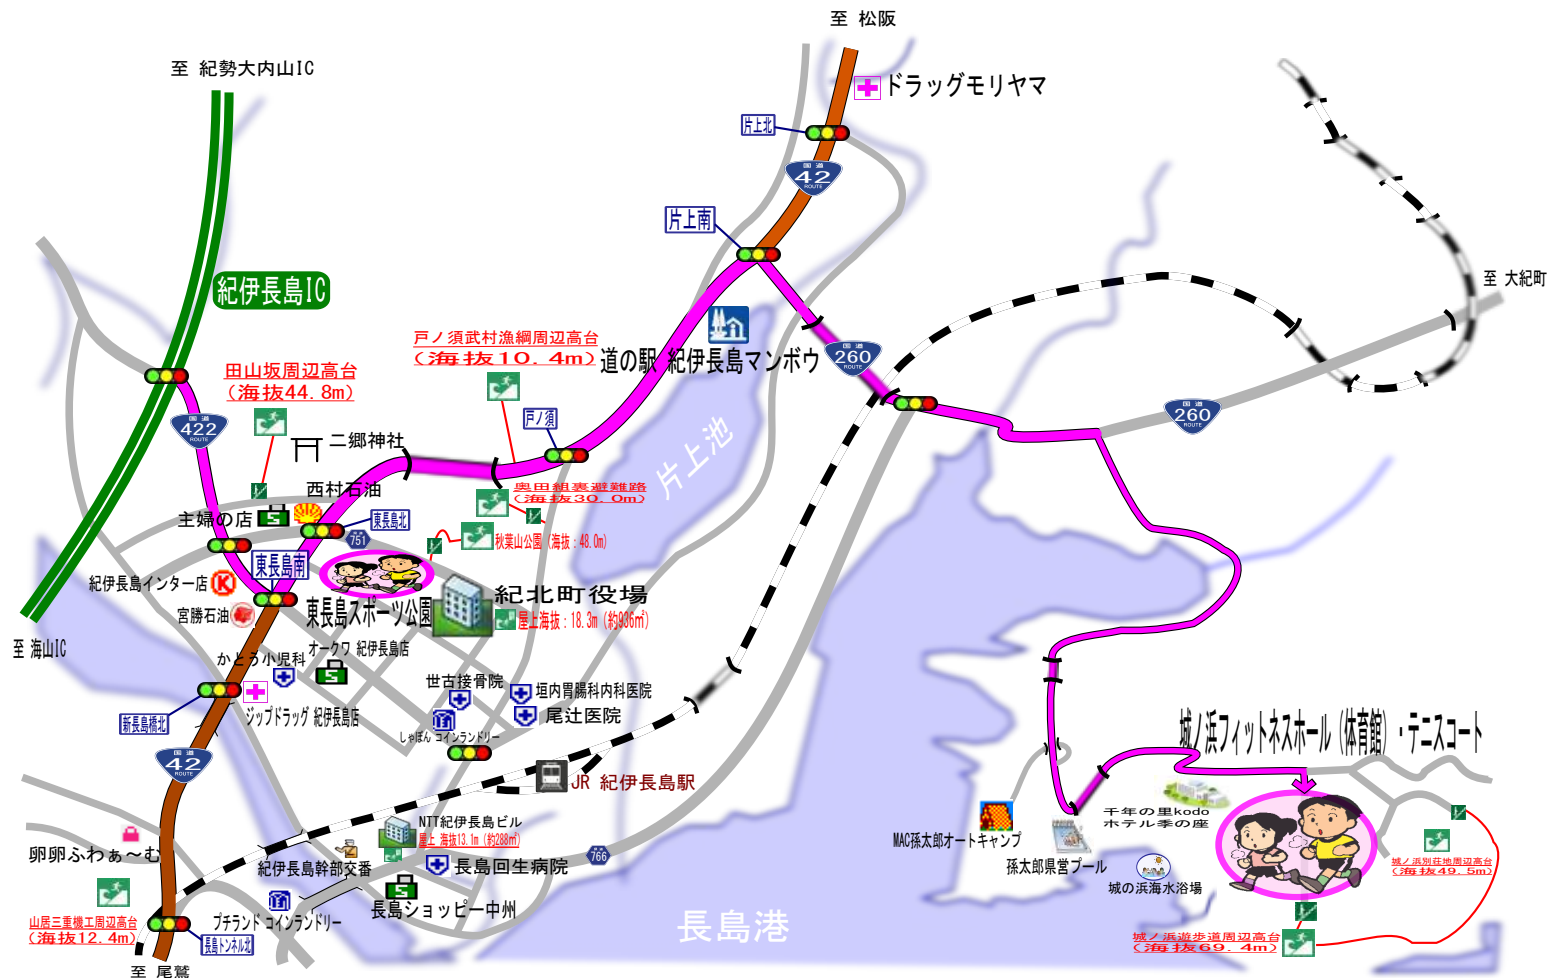 至 松阪
至 紀勢大内山IC
ドラッグモリヤマ
片上北
国道
42
ROUTE
片上南
紀伊長島IC
至 大紀町
戸ノ須武村漁綱周辺高台
(海抜10.4m)
道の駅 紀伊長島マンボウ
国道
260
ROUTE
田山坂周辺高台
(海抜44.8m)
国道
422
ROUTE
戸ノ須
国道
260
ROUTE
二郷神社
片上池
西村石油
奥田組裏避難路
(海抜30.0m)
主婦の店
東長島北
751
秋葉山公園 (海抜:48.0m)
東長島南
紀伊長島インター店
K
紀北町役場
宮勝石油
東長島スポーツ公園
屋上海抜:18.3m (約936㎡)
至 海山IC
オークワ 紀伊長島店
かとう小児科
S
世古接骨院
垣内胃腸科内科医院
尾辻医院
新長島橋北
ジップドラッグ 紀伊長島店
しゃぼん コインランドリー
城ノ浜フィットネスホール (体育館) ・テニスコート
国道
42
ROUTE
JR 紀伊長島駅
千年の里kodo
ホテル季の座
NTT紀伊長島ビル
屋上 海抜13.1m (約288㎡)
MAC孫太郎オートキャンプ
卵卵ふわぁ～む
紀伊長島幹部交番
長島回生病院
766
孫太郎県営プール
城の浜海水浴場
城ノ浜別荘地周辺高台
(海抜49.5m)
プチランド コインランドリー
長島ショッピー中州
山居三重機工周辺高台
(海抜12.4m)
長島トンネル北
長島港
城ノ浜遊歩道周辺高台
(海抜69.4m)
至 尾鷲